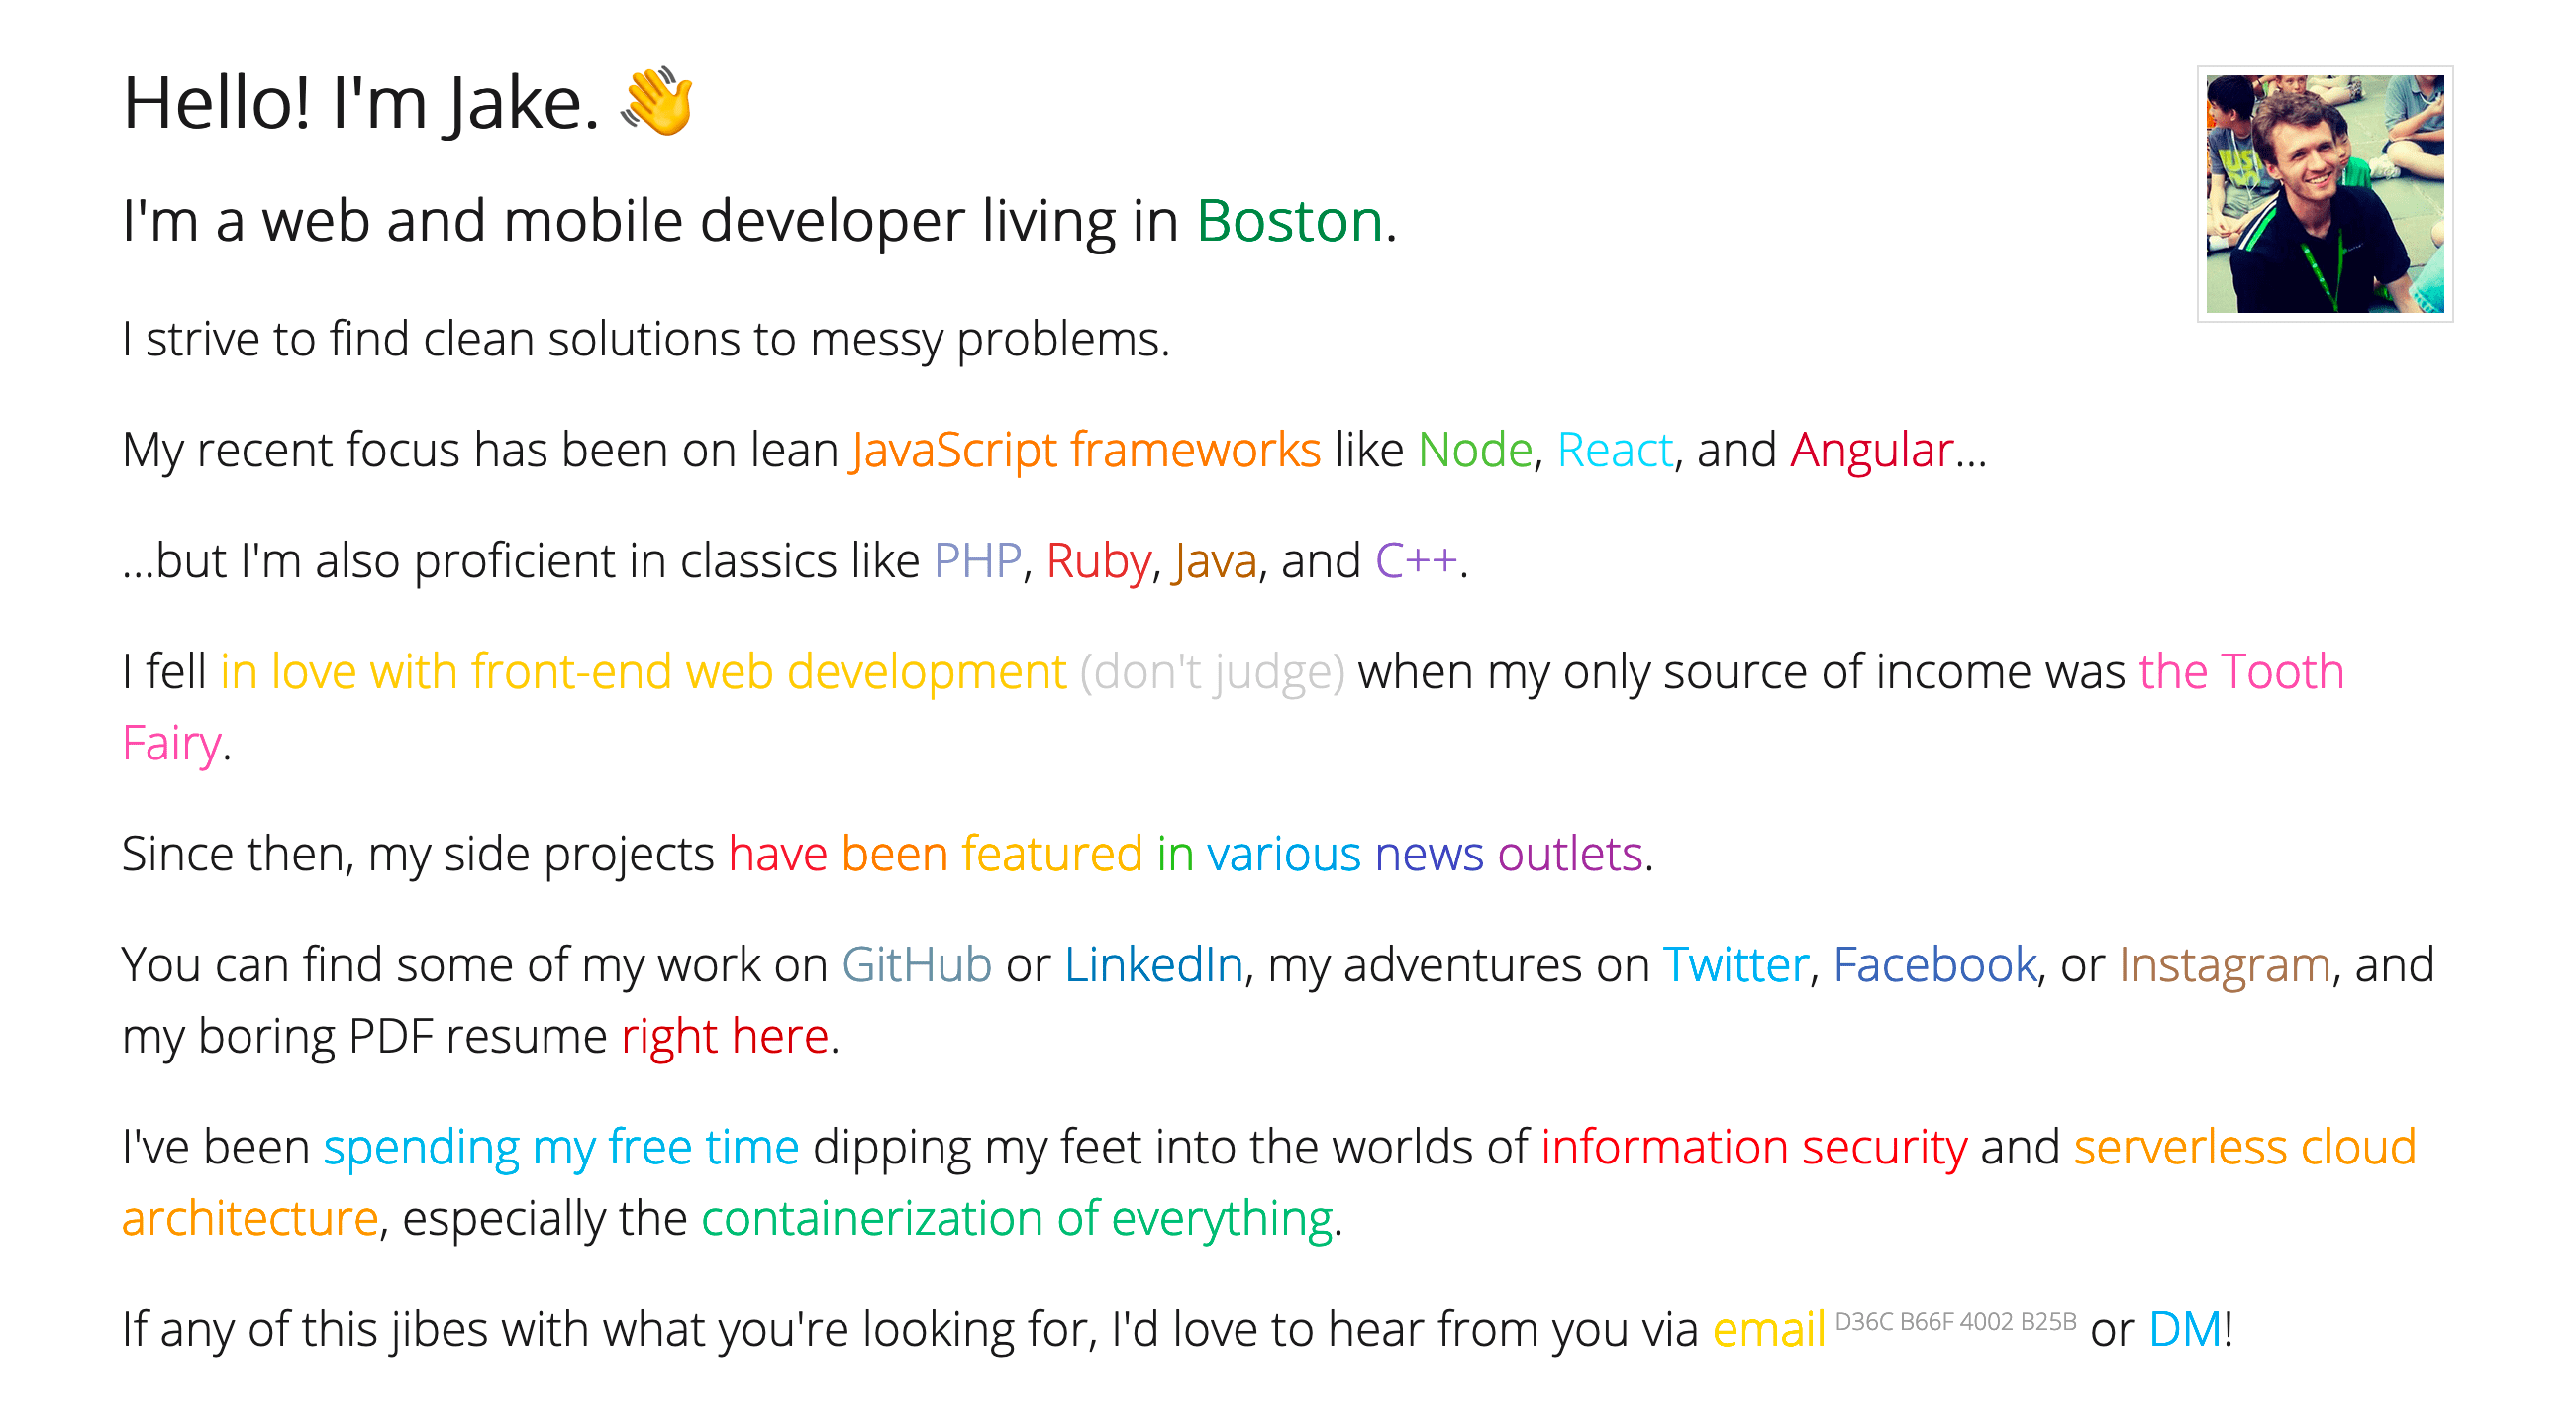 Hello! I'm Jake. 👋
I'm a web and mobile developer living in Boston.
I strive to find clean solutions to messy problems.
My recent focus has been on lean JavaScript frameworks like Node, React, and Angular...
...but I'm also proficient in classics like PHP, Ruby, Java, and C++.
I fell in love with front-end web development (don't judge) when my only source of income was the Tooth
Fairy.
Since then, my side projects have been featured in various news outlets.
You can find some of my work on GitHub or LinkedIn, my adventures on Twitter, Facebook, or Instagram, and
my boring PDF resume right here.
I've been spending my free time dipping my feet into the worlds of information security and serverless cloud
architecture, especially the containerization of everything.
If any of this jibes with what you're looking for, I'd love to hear from you via email D36C B66F 4002 B25B or DM!